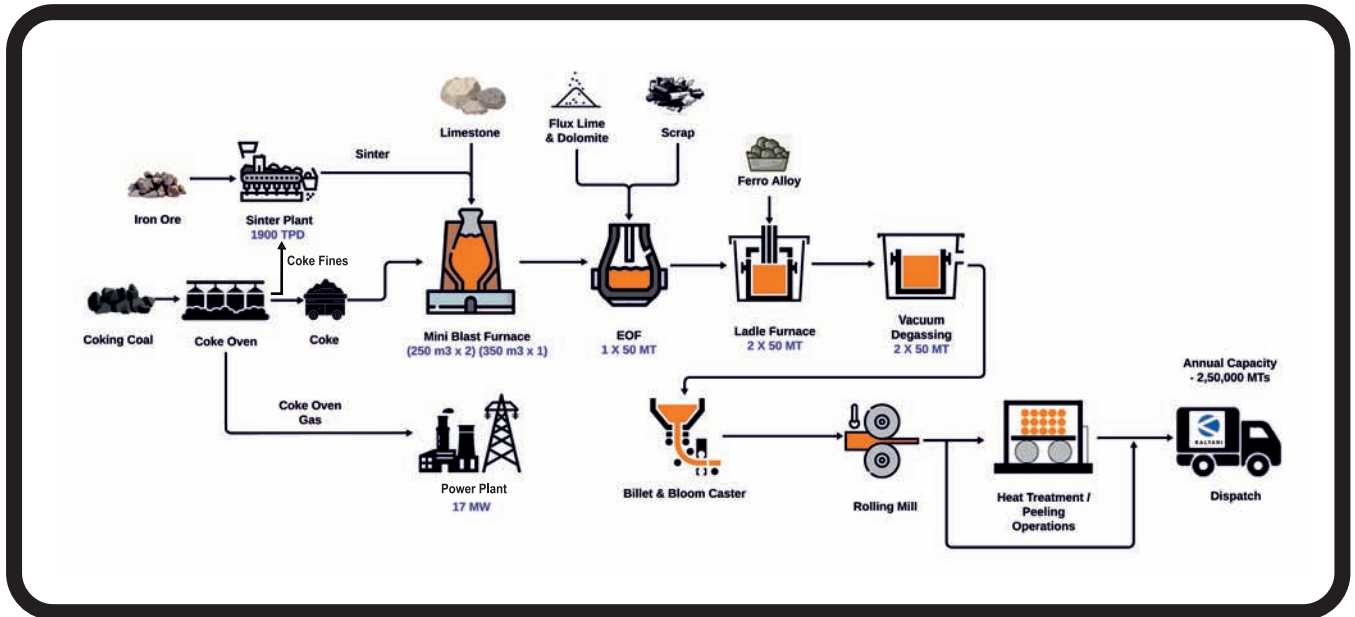 Limestone
Flux Lime
& Dolomite
Scrap
Ferro Alloy
Sinter
Iron Ore
Sinter Plant
1900 TPD
Coke Fines
Coking Coal
Coke Oven
Coke
Mini Blast Furnace
(250 m3 x 2) (350 m3 x 1)
EOF
1 X 50 MT
Ladle Furnace
2 X 50 MT
Vacuum
Degassing
2 X 50 MT
Coke Oven
Gas
Power Plant
17 MW
Billet & Bloom Caster
Rolling Mill
Heat Treatment /
Peeling
Operations
Annual Capacity
- 2,50,000 MTs
KALYANI
Dispatch